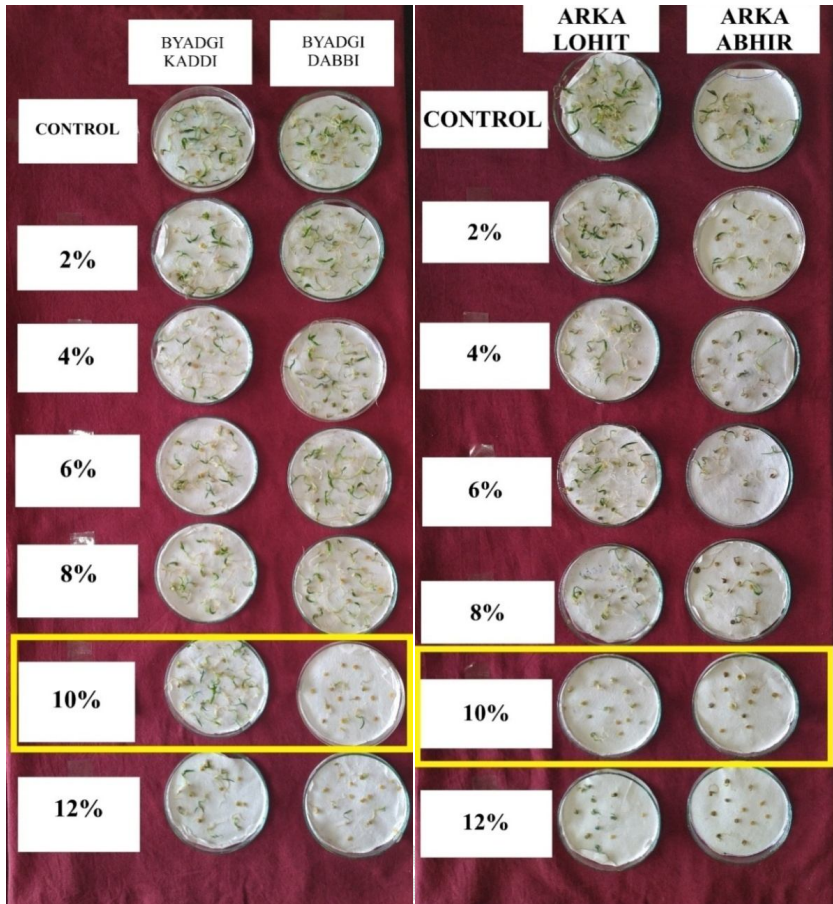 BYADGI
KADDI
BYADGI
DABBI
CONTROL
2%
4%
6%
8%
10%
12%
ARKA
LOHIT
ARKA
ABHIR
CONTROL
2%
4%
6%
8%
10%
12%